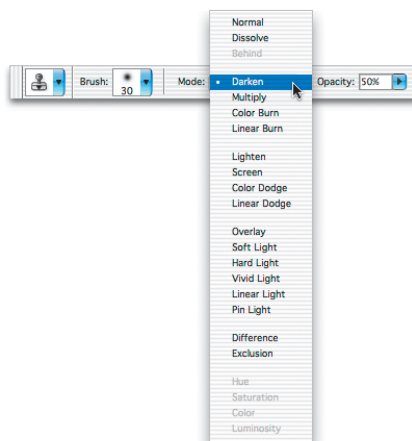 Normal
Dissolve
Behind
Brush: 30 Mode: Darken Opacity: 50%
Multiply
Color Burn
Linear Burn
Lighten
Screen
Color Dodge
Linear Dodge
Overlay
Soft Light
Hard Light
Vivid Light
Linear Light
Pin Light
Difference
Exclusion
Hue
Saturation
Color
Luminosity